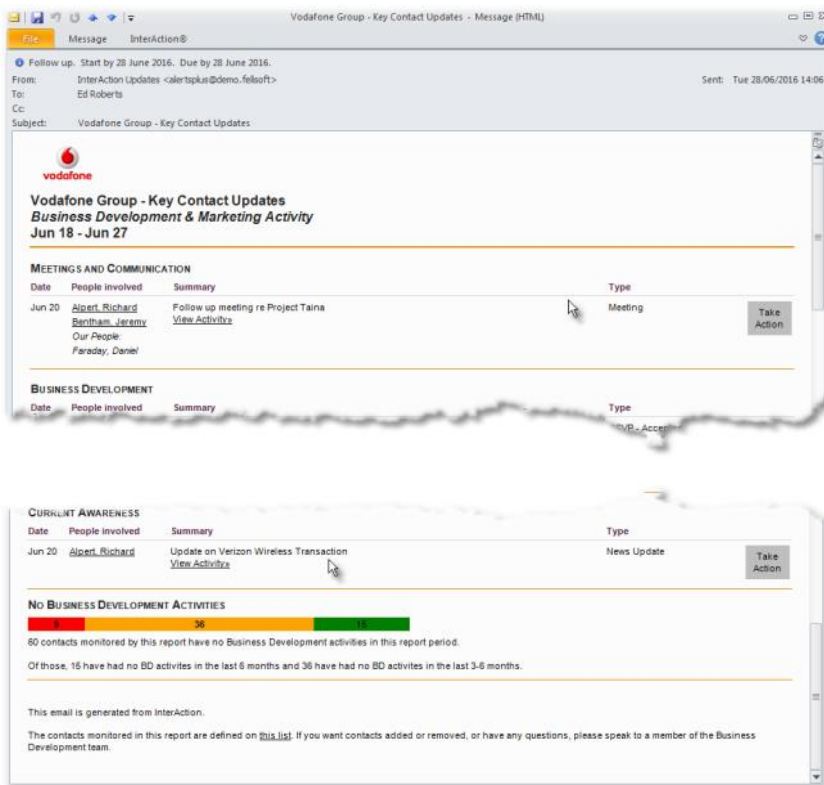 Vodafone Group - Key Contact Updates - Message (HTML)
File Message InterAction®
Follow up. Start by 28 June 2016. Due by 28 June 2016.
From: InterAction Updates <alertsplus@demo.fellsoft> Sent: Tue 28/06/2016 14:06
To: Ed Roberts
Cc:
Subject: Vodafone Group - Key Contact Updates
vodafone
Vodafone Group - Key Contact Updates
Business Development & Marketing Activity
Jun 18 - Jun 27
MEETINGS AND COMMUNICATION
Date People involved Summary Type
Jun 20 Alpert, Richard Follow up meeting re Project Taina Meeting Take
Bentham, Jeremy View Activity» Action
Our People:
Faraday, Daniel
BUSINESS DEVELOPMENT
Date People involved Summary Type
CURRENT AWARENESS
Date People involved Summary Type
Jun 20 Alpert, Richard Update on Verizon Wireless Transaction News Update Take
View Activity» Action
NO BUSINESS DEVELOPMENT ACTIVITIES
9 36 15
60 contacts monitored by this report have no Business Development activities in this report period.
Of those, 15 have had no BD activites in the last 6 months and 36 have had no BD activites in the last 3-6 months.
This email is generated from InterAction.
The contacts monitored in this report are defined on this list. If you want contacts added or removed, or have any questions, please speak to a member of the Business
Development team.